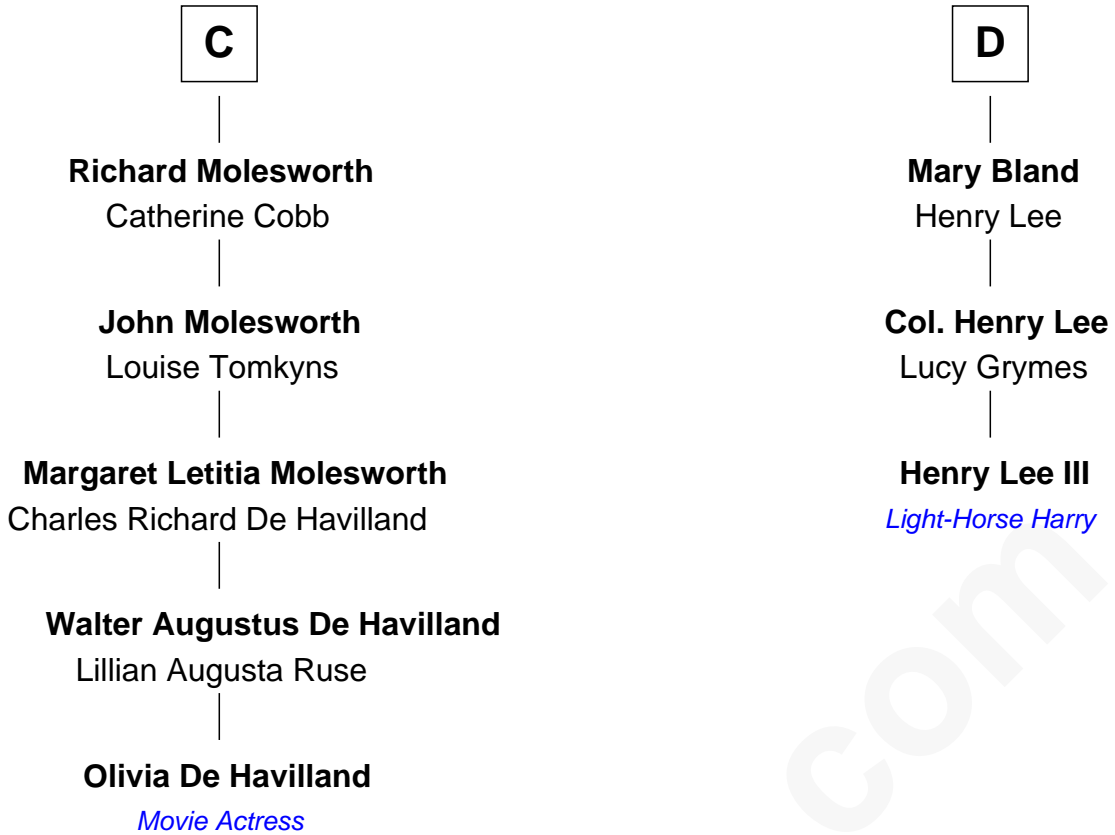 C
Richard Molesworth
Catherine Cobb
John Molesworth
Louise Tomkyns
Margaret Letitia Molesworth
Charles Richard De Havilland
Walter Augustus De Havilland
Lillian Augusta Ruse
Olivia De Havilland
Movie Actress
D
Mary Bland
Henry Lee
Col. Henry Lee
Lucy Grymes
Henry Lee III
Light-Horse Harry
com